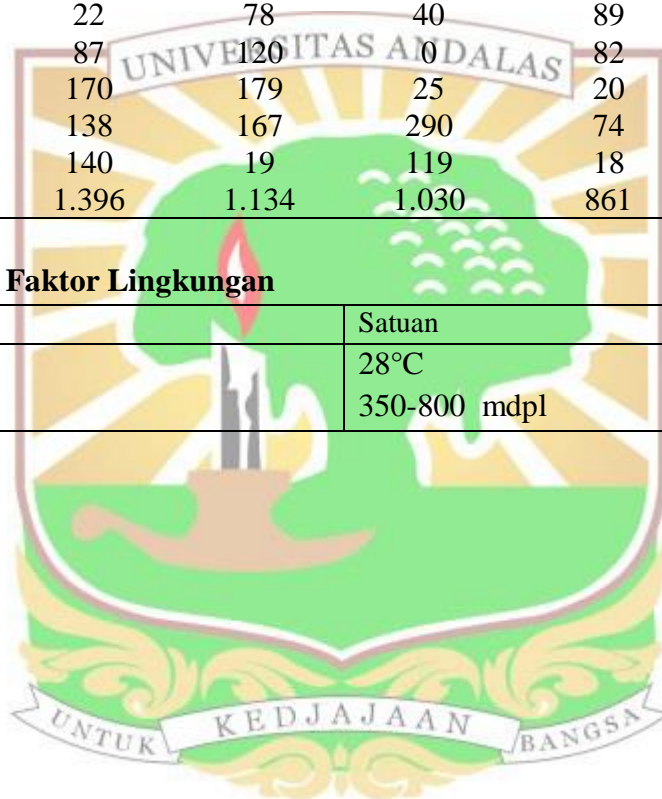 22 78 40 89
87 120 0 82
UNIVERSITAS ANDALAS
170 179 25 20
138 167 290 74
140 19 119 18
1.396 1.134 1.030 861
Faktor Lingkungan
Satuan
28°C
350-800 mdpl
UNTUK KEDJAJAAN BANGSA